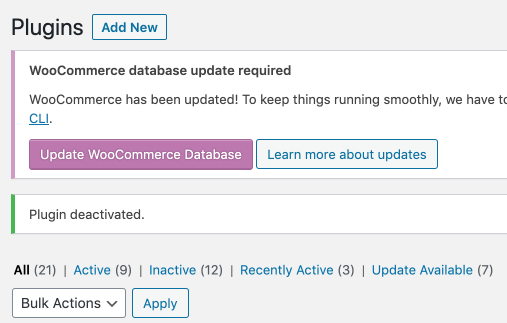 Plugins Add New
WooCommerce database update required
WooCommerce has been updated! To keep things running smoothly, we have to
CLI.
Update WooCommerce Database Learn more about updates
Plugin deactivated.
All (21) | Active (9) | Inactive (12) | Recently Active (3) | Update Available (7)
Bulk Actions Apply